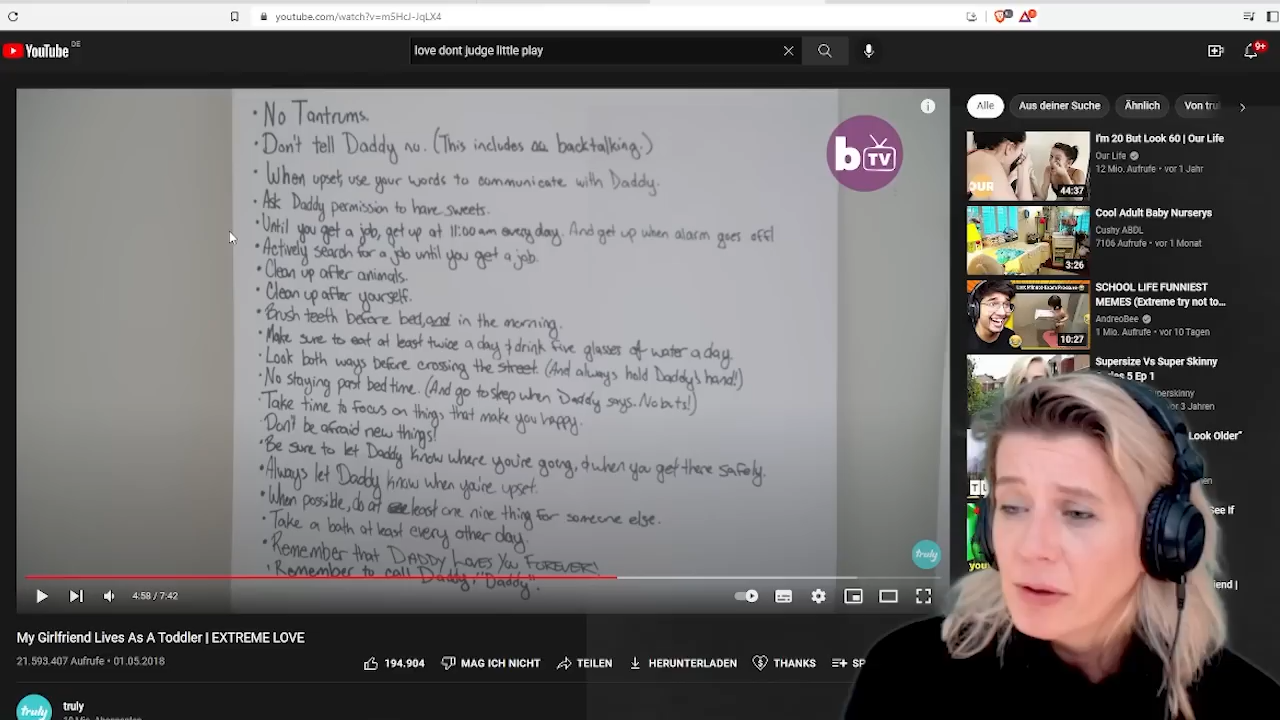 youtube.com/watch?v=m5HcJ-JqLX4
YouTube DE
love dont judge little play
9+
• No Tantrums.
• Don't tell Daddy no. (This includes backtalking.)
• When upset, use your words to communicate with Daddy.
• Ask Daddy permission to have sweets.
• Until you get a job, get up at 11:00 am every day. And get up when alarm goes off!
• Actively search for a job until you get a job.
• Clean up after animals.
• Clean up after yourself.
• Brush teeth before bed, and in the morning.
• Make sure to eat at least twice a day & drink five glasses of water a day.
• Look both ways before crossing the street. (And always hold Daddy's hand!)
• No staying past bed time. (And go to sleep when Daddy says. No buts!)
• Take time to focus on things that make you happy.
• Don't be afraid new things!
• Be sure to let Daddy know where you're going, & when you get there safely.
• Always let Daddy know when you're upset.
• When possible, do at least one nice thing for someone else.
• Take a bath at least every other day.
• Remember that DADDY LOVES YOU FOREVER!
• Remember to call Daddy, "Daddy".
b TV
truly
4:58 / 7:42
My Girlfriend Lives As A Toddler | EXTREME LOVE
21.593.407 Aufrufe • 01.05.2018
194.904 MAG ICH NICHT TEILEN HERUNTERLADEN THANKS SP
truly
truly
Alle Aus deiner Suche Ähnlich Von tru
I'm 20 But Look 60 | Our Life
Our Life
12 Mio. Aufrufe • vor 1 Jahr
OUR
44:37
Cool Adult Baby Nurserys
Cushy ABDL
7106 Aufrufe • vor 1 Monat
3:26
SCHOOL LIFE FUNNIEST
MEMES (Extreme try not to...
AndreoBee
1 Mio. Aufrufe • vor 10 Tagen
10:27
Supersize Vs Super Skinny
5 Ep 1
vor 3 Jahren
Look Older"
See If